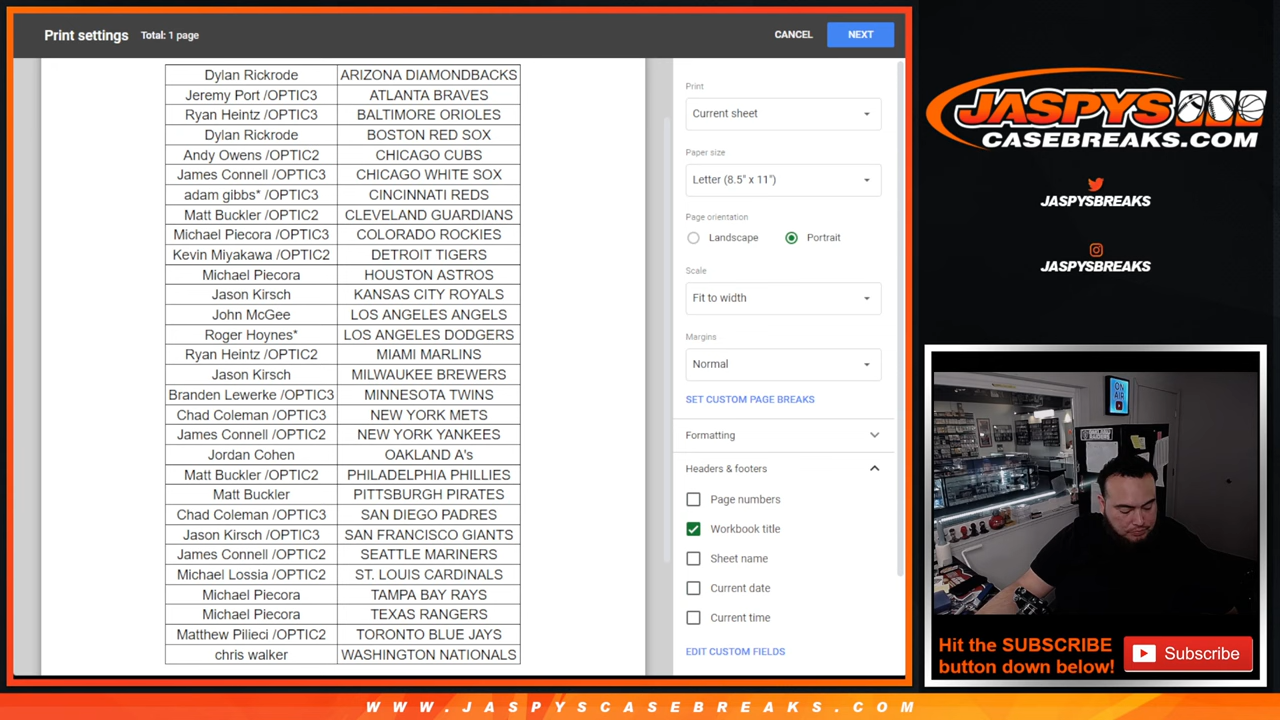 Print settings Total: 1 page CANCEL NEXT
Dylan Rickrode ARIZONA DIAMONDBACKS
Jeremy Port /OPTIC3 ATLANTA BRAVES
Ryan Heintz /OPTIC3 BALTIMORE ORIOLES
Dylan Rickrode BOSTON RED SOX
Andy Owens /OPTIC2 CHICAGO CUBS
James Connell /OPTIC3 CHICAGO WHITE SOX
adam gibbs* /OPTIC3 CINCINNATI REDS
Matt Buckler /OPTIC2 CLEVELAND GUARDIANS
Michael Piecora /OPTIC3 COLORADO ROCKIES
Kevin Miyakawa /OPTIC2 DETROIT TIGERS
Michael Piecora HOUSTON ASTROS
Jason Kirsch KANSAS CITY ROYALS
John McGee LOS ANGELES ANGELS
Roger Hoynes* LOS ANGELES DODGERS
Ryan Heintz /OPTIC2 MIAMI MARLINS
Jason Kirsch MILWAUKEE BREWERS
Branden Lewerke /OPTIC3 MINNESOTA TWINS
Chad Coleman /OPTIC3 NEW YORK METS
James Connell /OPTIC2 NEW YORK YANKEES
Jordan Cohen OAKLAND A's
Matt Buckler /OPTIC2 PHILADELPHIA PHILLIES
Matt Buckler PITTSBURGH PIRATES
Chad Coleman /OPTIC3 SAN DIEGO PADRES
Jason Kirsch /OPTIC3 SAN FRANCISCO GIANTS
James Connell /OPTIC2 SEATTLE MARINERS
Michael Lossia /OPTIC2 ST. LOUIS CARDINALS
Michael Piecora TAMPA BAY RAYS
Michael Piecora TEXAS RANGERS
Matthew Pilieci /OPTIC2 TORONTO BLUE JAYS
chris walker WASHINGTON NATIONALS
Print
Current sheet
Paper size
Letter (8.5" x 11")
Page orientation
Landscape Portrait
Scale
Fit to width
Margins
Normal
SET CUSTOM PAGE BREAKS
Formatting
Headers & footers
Page numbers
Workbook title
Sheet name
Current date
Current time
EDIT CUSTOM FIELDS
JASPYS
CASEBREAKS.COM
JASPYSBREAKS
JASPYSBREAKS
ON AIR
Hit the SUBSCRIBE
button down below!
Subscribe
WWW.JASPYSCASEBREAKS.COM